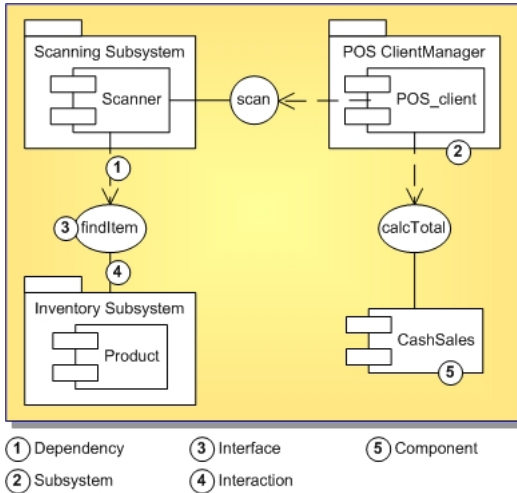 Scanning Subsystem
POS ClientManager
Scanner
scan
POS_client
1
2
3
findItem
calcTotal
4
Inventory Subsystem
Product
CashSales
5
1 Dependency
3 Interface
5 Component
2 Subsystem
4 Interaction